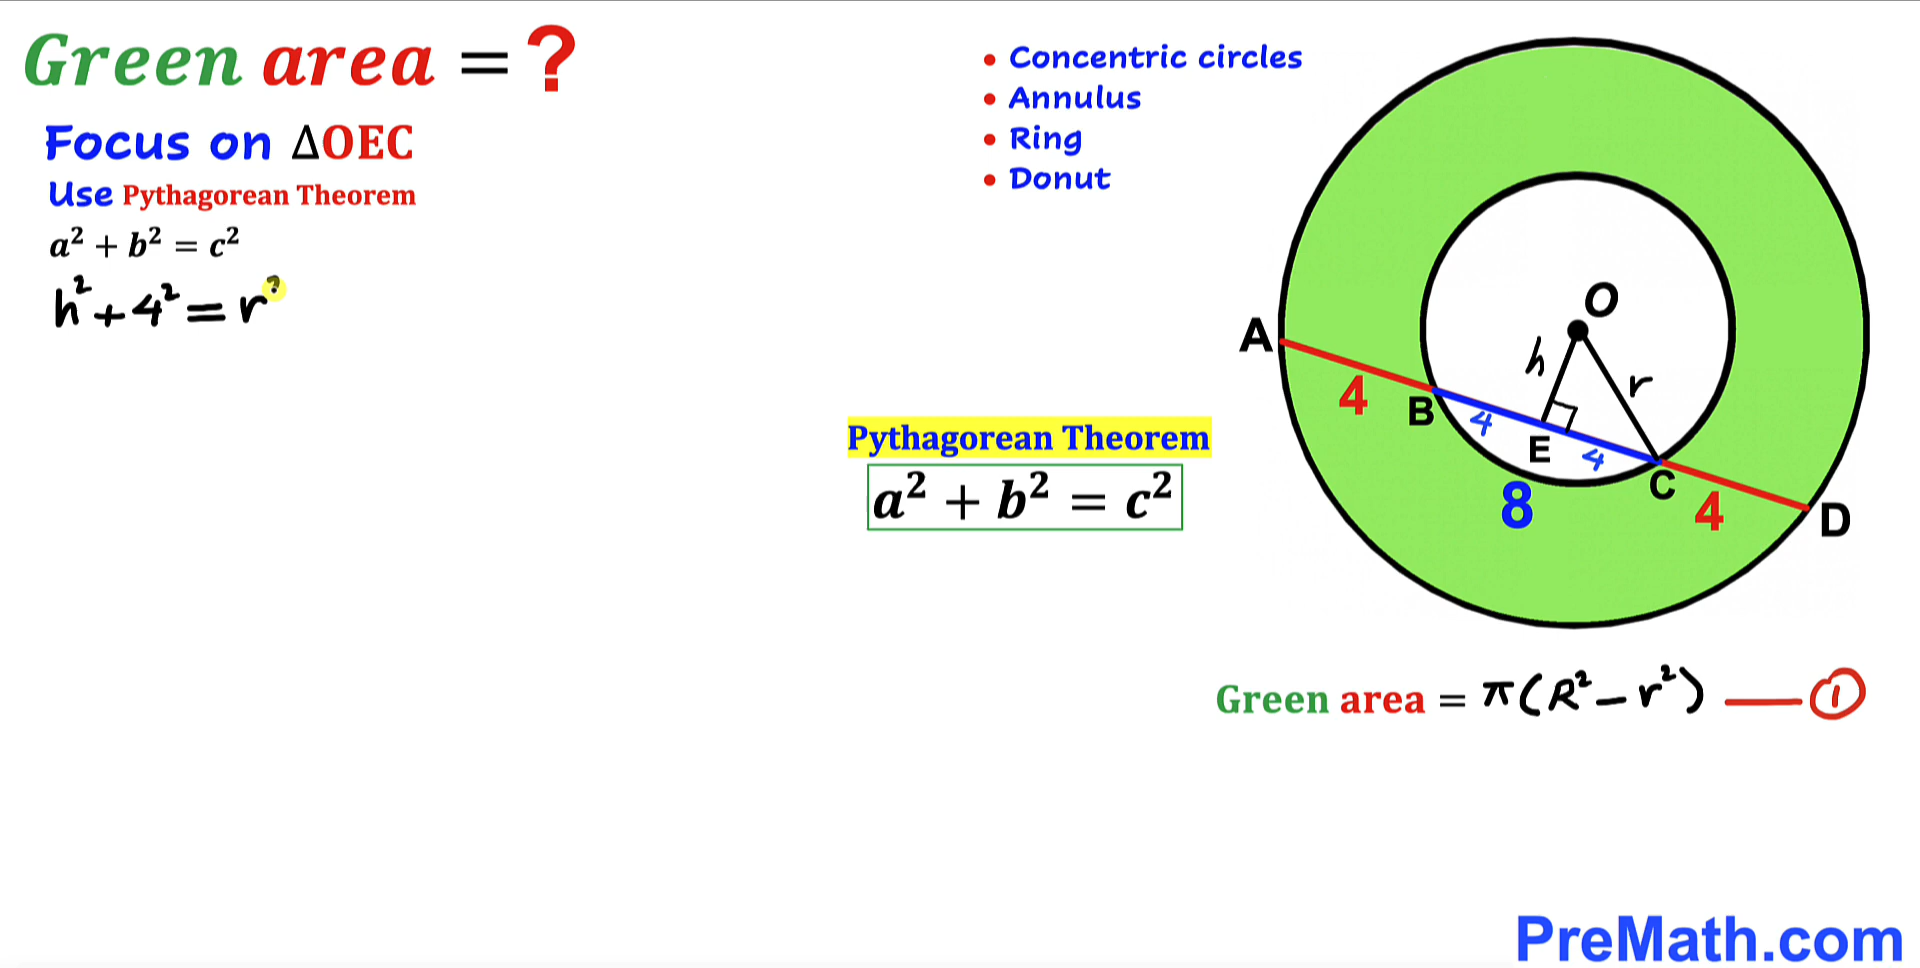 Green area = ?
Focus on ΔOEC
Use Pythagorean Theorem
a² + b² = c²
h² + 4² = r²
• Concentric circles
• Annulus
• Ring
• Donut
Pythagorean Theorem
a² + b² = c²
O
A
h
r
4
B
4
E
4
C
8
4
D
Green area = π(R² − r²) — ①
PreMath.com